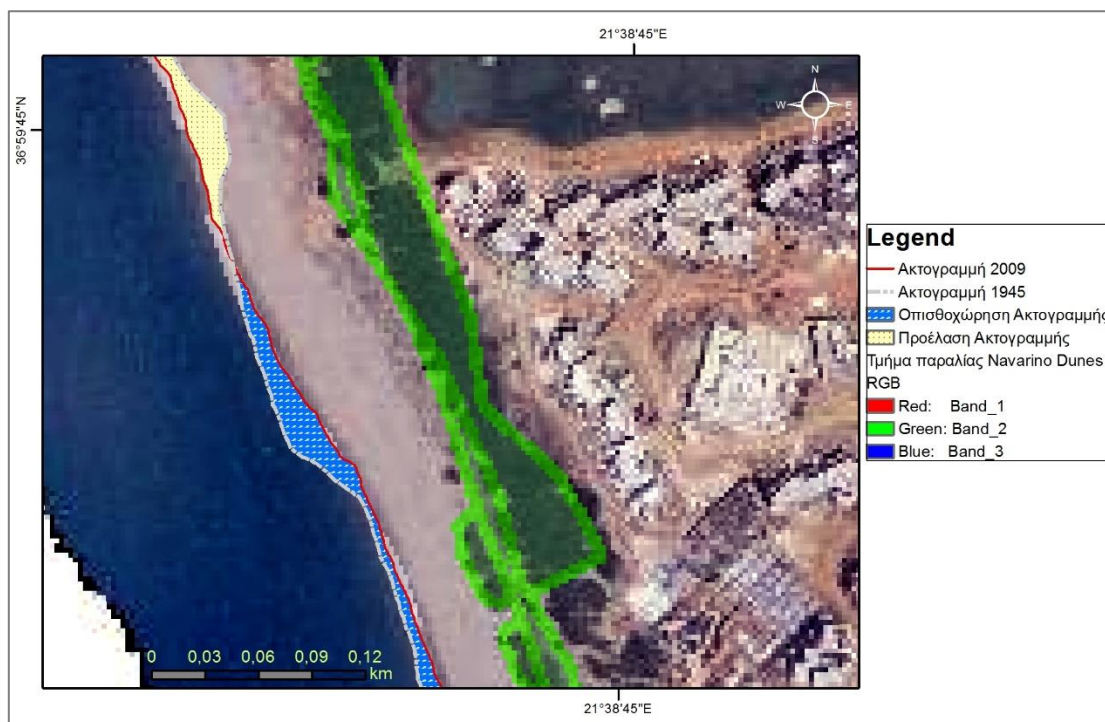 21°38'45"E
36°59'45"N
N
W E
S
Legend
Ακτογραμμή 2009
Ακτογραμμή 1945
Οπισθοχώρηση Ακτογραμμής
Προέλαση Ακτογραμμής
Τμήμα παραλίας Navarino Dunes
RGB
Red: Band_1
Green: Band_2
Blue: Band_3
0 0,03 0,06 0,09 0,12
km
21°38'45"E